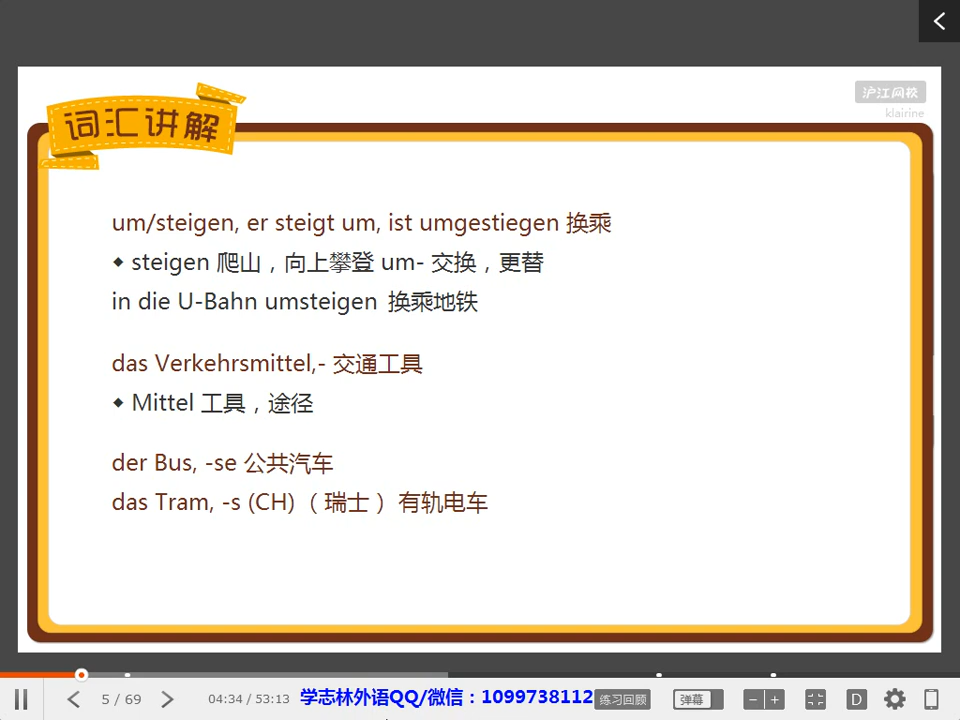 词汇讲解
沪江网校
klairine
um/steigen, er steigt um, ist umgestiegen 换乘
◆ steigen 爬山，向上攀登 um- 交换，更替
in die U-Bahn umsteigen 换乘地铁
das Verkehrsmittel,- 交通工具
◆ Mittel 工具，途径
der Bus, -se 公共汽车
das Tram, -s (CH) （瑞士）有轨电车
5 / 69 04:34 / 53:13 学志林外语QQ/微信：1099738112 练习回顾 弹幕 D